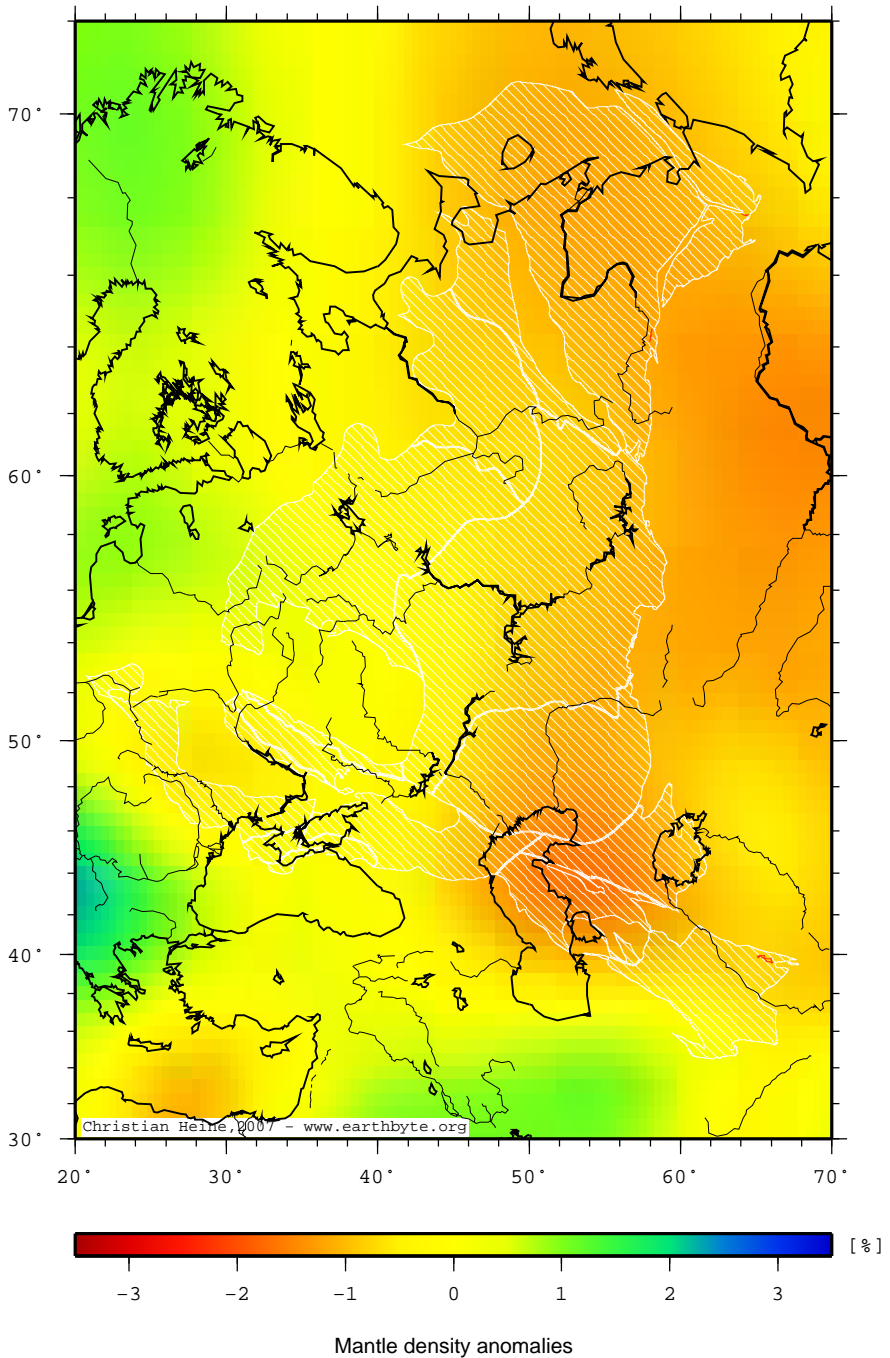 70°
60°
50°
40°
30°
Christian Heine,2007 – www.earthbyte.org
20° 30° 40° 50° 60° 70°
[%]
−3 −2 −1 0 1 2 3
Mantle density anomalies